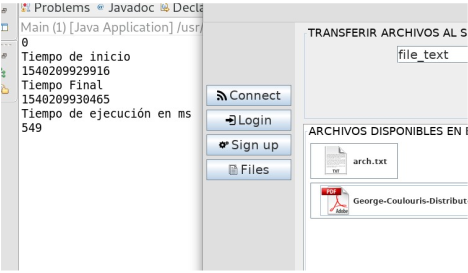 Problems @ Javadoc Decla
Main (1) [Java Application] /usr/
0
Tiempo de inicio
1540209929916
Tiempo Final
1540209930465
Tiempo de ejecución en ms
549
Connect
Login
Sign up
Files
TRANSFERIR ARCHIVOS AL S
file_text
ARCHIVOS DISPONIBLES EN
TXT
arch.txt
PDF
Adobe
George-Coulouris-Distribut